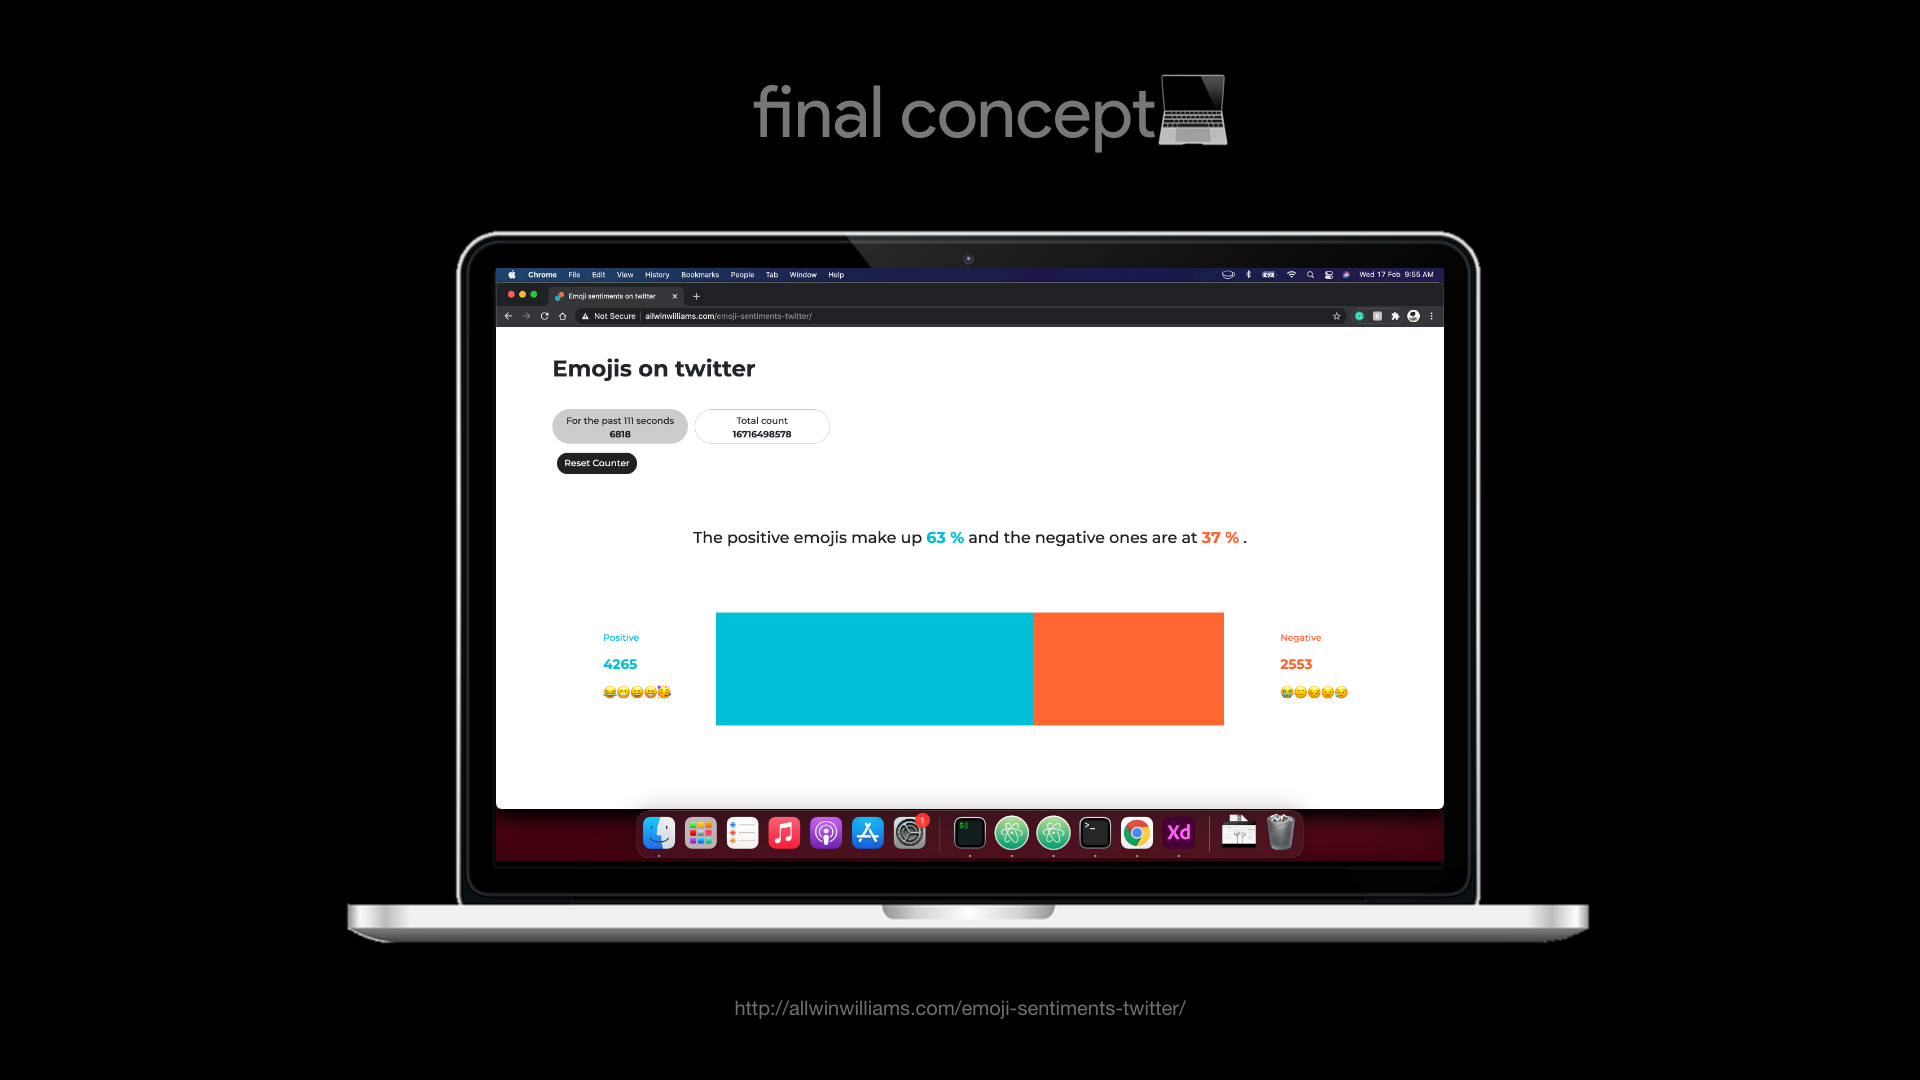 final concept
Chrome File Edit View History Bookmarks People Tab Window Help
Wed 17 Feb 9:55 AM
Emoji sentiments on twitter
Not Secure allwinwilliams.com/emoji-sentiments-twitter/
Emojis on twitter
For the past 111 seconds
6818
Total count
16716498578
Reset Counter
The positive emojis make up 63 % and the negative ones are at 37 % .
Positive
4265
😂😁😄😀🥳
Negative
2553
😭😑😔😟😥
1
$
>_
Xd
http://allwinwilliams.com/emoji-sentiments-twitter/